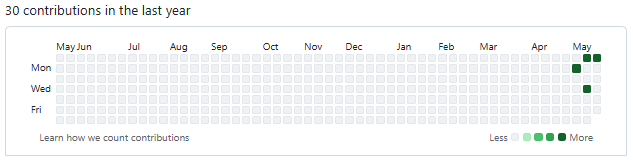 30 contributions in the last year
May Jun Jul Aug Sep Oct Nov Dec Jan Feb Mar Apr May
Mon
Wed
Fri
Learn how we count contributions Less More